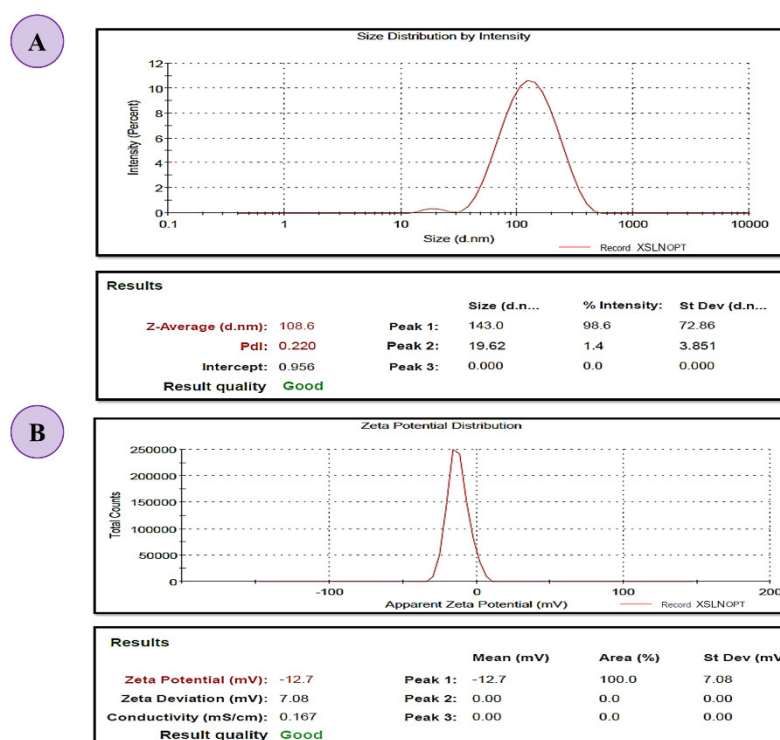 A
Size Distribution by Intensity
Intensity (Percent)
12
10
8
6
4
2
0
0.1 1 10 100 1000 10000
Size (d.nm)
Record XSLNOPT
Results
Size (d.n... % Intensity: St Dev (d.n...
Z-Average (d.nm): 108.6 Peak 1: 143.0 98.6 72.86
PdI: 0.220 Peak 2: 19.62 1.4 3.851
Intercept: 0.956 Peak 3: 0.000 0.0 0.000
Result quality Good
B
Zeta Potential Distribution
Total Counts
250000
200000
150000
100000
50000
0
-100 0 100 200
Apparent Zeta Potential (mV)
Record XSLNOPT
Results
Mean (mV) Area (%) St Dev (mV
Zeta Potential (mV): -12.7 Peak 1: -12.7 100.0 7.08
Zeta Deviation (mV): 7.08 Peak 2: 0.00 0.0 0.00
Conductivity (mS/cm): 0.167 Peak 3: 0.00 0.0 0.00
Result quality Good